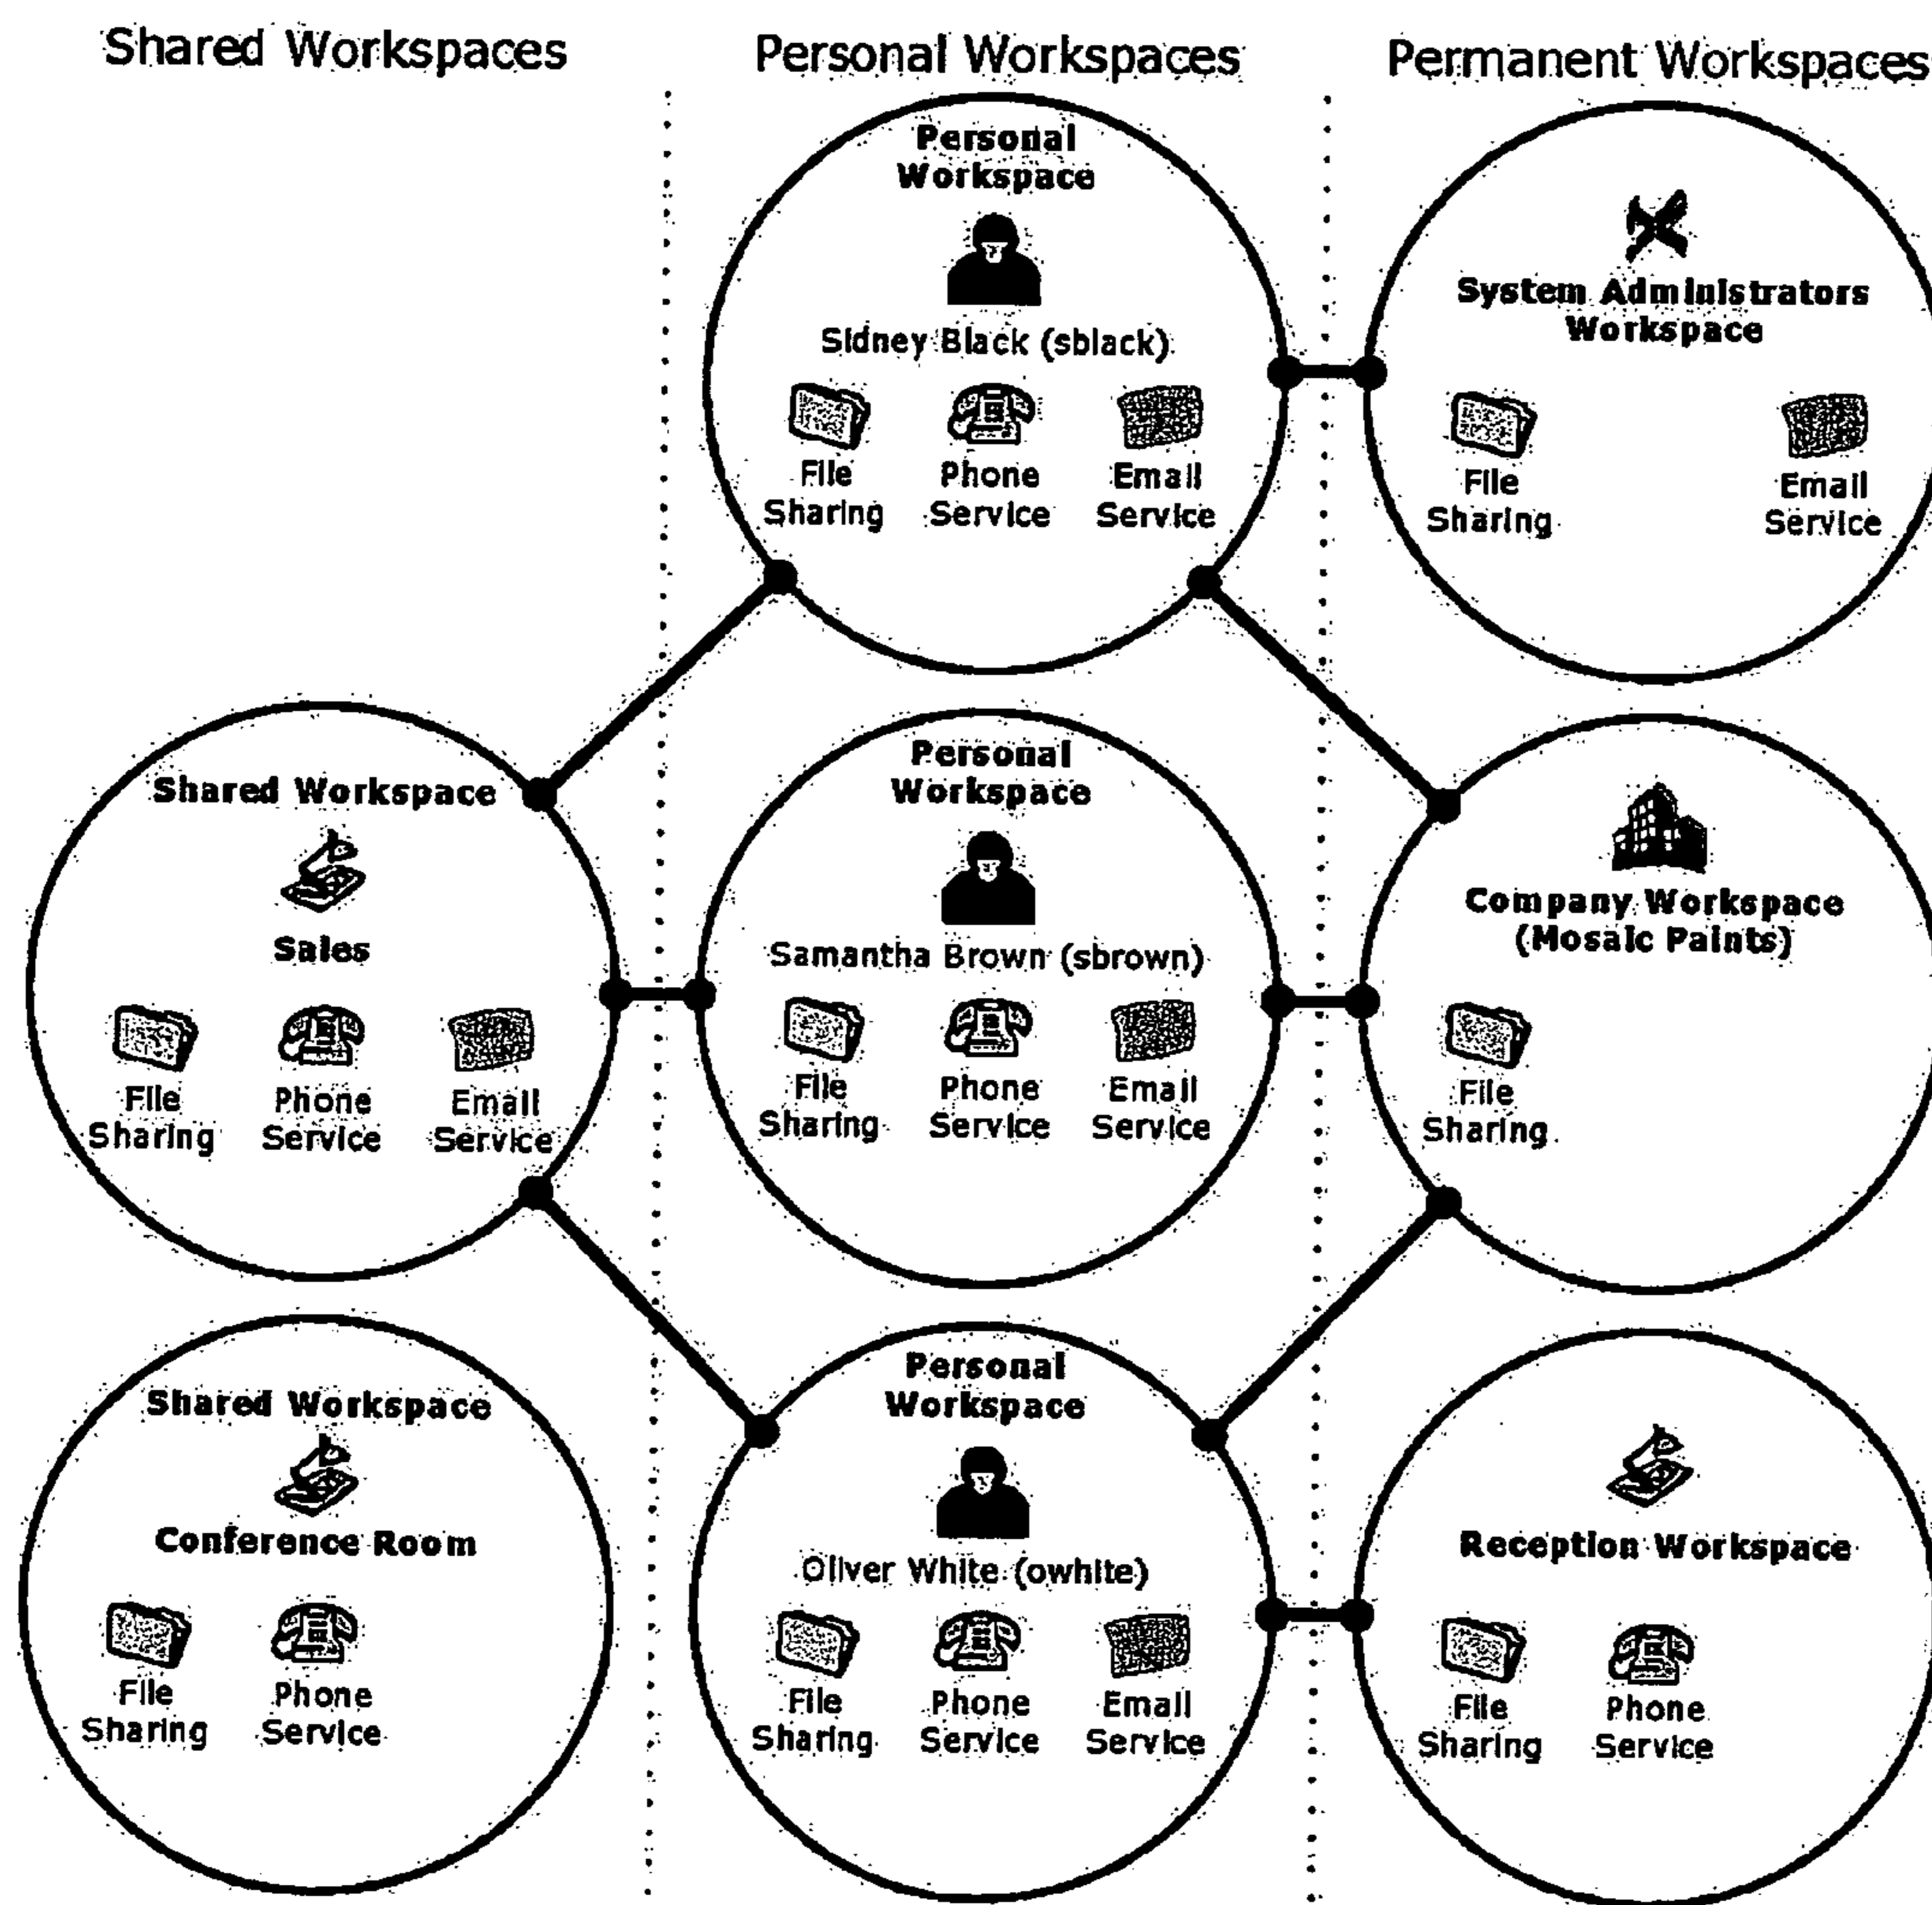 Shared Workspaces
Personal Workspaces
Permanent Workspaces
Personal
Workspace
Sidney Black (sblack)
File
Sharing
Phone
Service
Email
Service
System Administrators
Workspace
File
Sharing
Email
Service
Shared Workspace
Sales
File
Sharing
Phone
Service
Email
Service
Personal
Workspace
Samantha Brown (sbrown)
File
Sharing
Phone
Service
Email
Service
Company Workspace
(Mosaic Paints)
File
Sharing
Shared Workspace
Conference Room
File
Sharing
Phone
Service
Personal
Workspace
Oliver White (owhite)
File
Sharing
Phone
Service
Email
Service
Reception Workspace
File
Sharing
Phone
Service